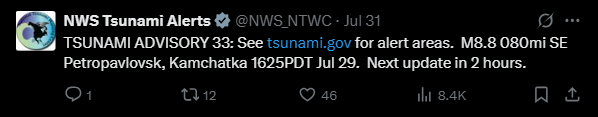 NWS Tsunami Alerts @NWS_NTWC · Jul 31
TSUNAMI ADVISORY 33: See tsunami.gov for alert areas. M8.8 080mi SE
Petropavlovsk, Kamchatka 1625PDT Jul 29. Next update in 2 hours.
1 12 46 8.4K